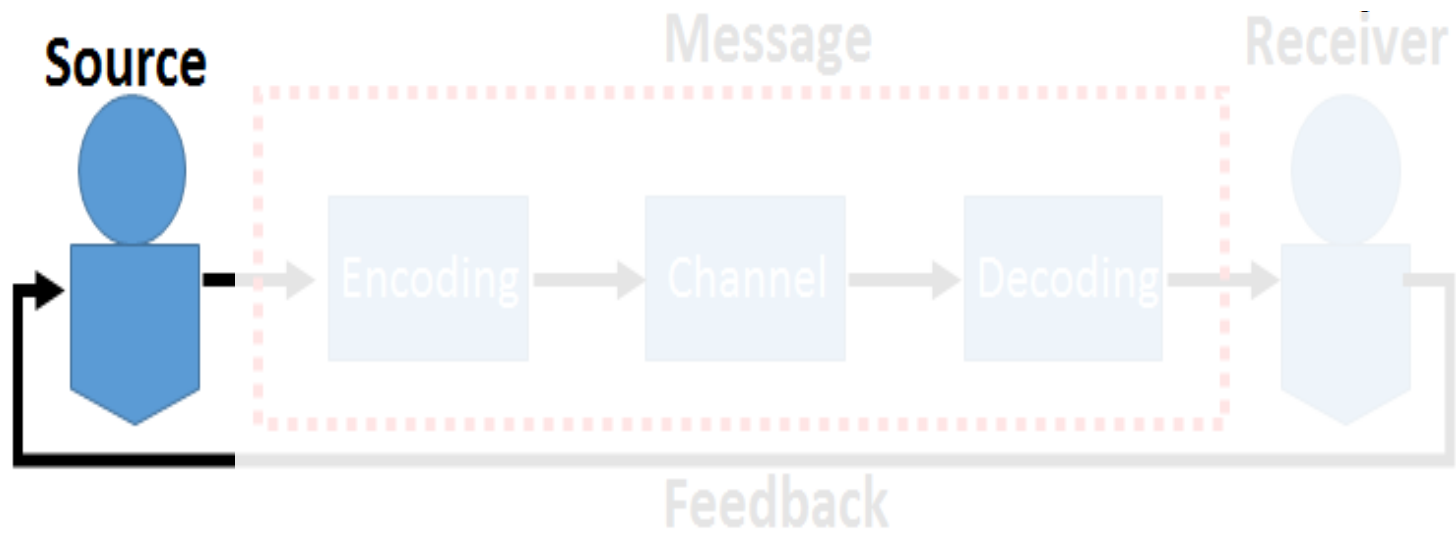 Source
Message
Receiver
Encoding
Channel
Decoding
Feedback